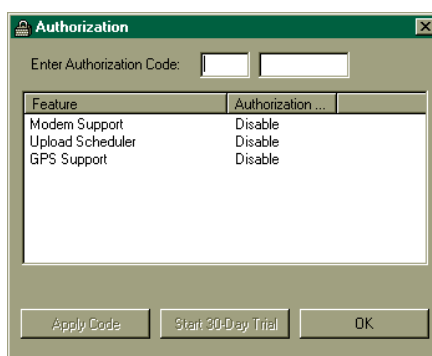 Authorization
Enter Authorization Code:
Feature Authorization ...
Modem Support Disable
Upload Scheduler Disable
GPS Support Disable
Apply Code Start 30-Day Trial OK